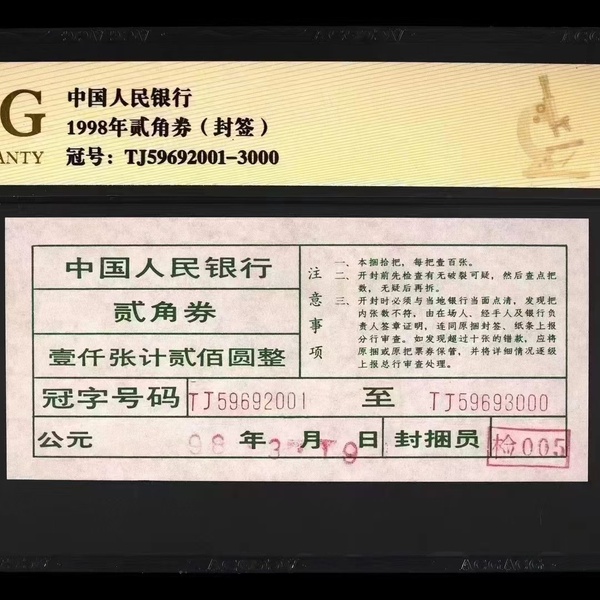 G
ANTY
中国人民银行
1998年贰角券（封签）
冠号：TJ59692001-3000
中国人民银行
贰角券
壹仟张计贰佰圆整
注意事项
一、本捆拾把，每把壹百张。
二、开封前先检查有无破裂可疑，然后查点把
数，无疑后再拆。
三、开封时必须与当地银行当面点清，发现把
内张数不符，由在场人、经手人及银行负
责人签章证明，连同原捆封签、纸条上报
分行审查。如发现超过十张的错款，应将
原捆或原把票券保管，并将详细情况逐级
上报总行审查处理。
冠字号码 TJ59692001 至 TJ59693000
公元 98 年 3 月 19 日 封捆员 检005